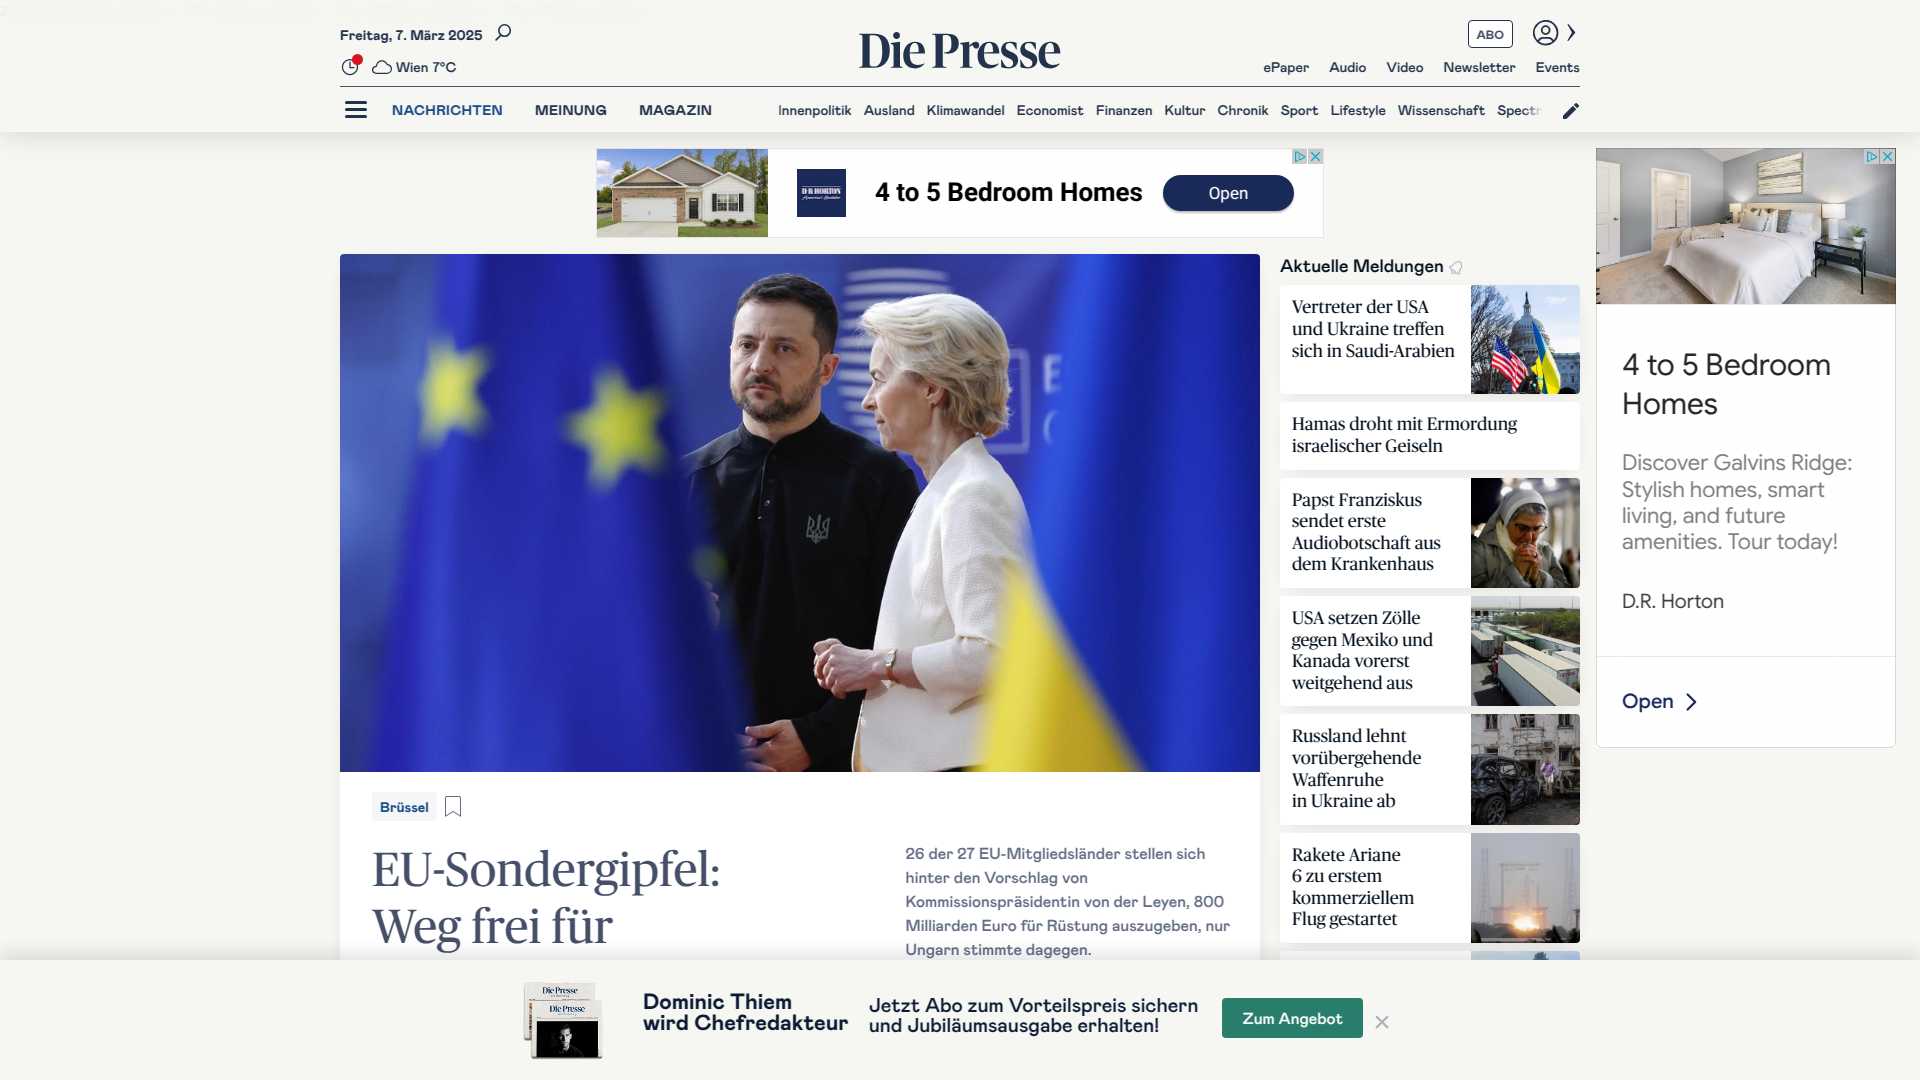 Freitag, 7. März 2025
Wien 7°C
Die Presse
ABO
ePaper Audio Video Newsletter Events
NACHRICHTEN MEINUNG MAGAZIN
Innenpolitik Ausland Klimawandel Economist Finanzen Kultur Chronik Sport Lifestyle Wissenschaft Spectr
D·R·HORTON
America's Builder
4 to 5 Bedroom Homes
Open
Aktuelle Meldungen
Vertreter der USA
und Ukraine treffen
sich in Saudi-Arabien
Hamas droht mit Ermordung
israelischer Geiseln
Papst Franziskus
sendet erste
Audiobotschaft aus
dem Krankenhaus
USA setzen Zölle
gegen Mexiko und
Kanada vorerst
weitgehend aus
Russland lehnt
vorübergehende
Waffenruhe
in Ukraine ab
Rakete Ariane
6 zu erstem
kommerziellem
Flug gestartet
4 to 5 Bedroom
Homes
Discover Galvins Ridge:
Stylish homes, smart
living, and future
amenities. Tour today!
D.R. Horton
Open
Brüssel
EU-Sondergipfel:
Weg frei für
26 der 27 EU-Mitgliedsländer stellen sich
hinter den Vorschlag von
Kommissionspräsidentin von der Leyen, 800
Milliarden Euro für Rüstung auszugeben, nur
Ungarn stimmte dagegen.
Die Presse
Die Presse
Dominic Thiem
wird Chefredakteur
Jetzt Abo zum Vorteilspreis sichern
und Jubiläumsausgabe erhalten!
Zum Angebot